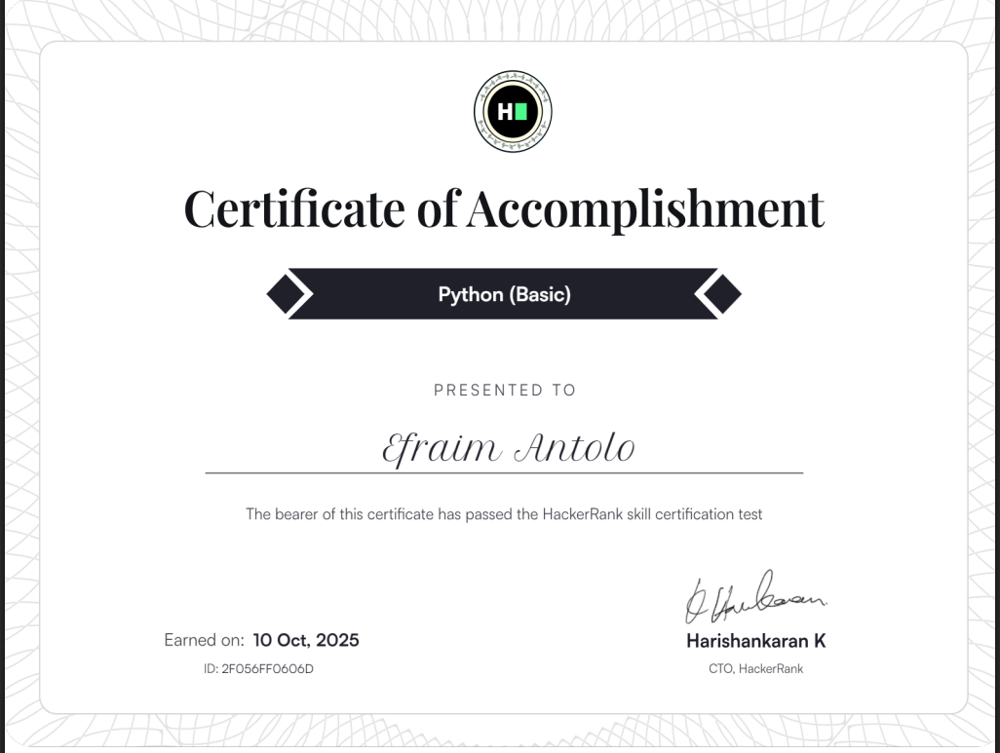 H
Certificate of Accomplishment
Python (Basic)
PRESENTED TO
Efraim Antolo
The bearer of this certificate has passed the HackerRank skill certification test
Earned on: 10 Oct, 2025
ID: 2F056FF0606D
Harishankaran K
CTO, HackerRank